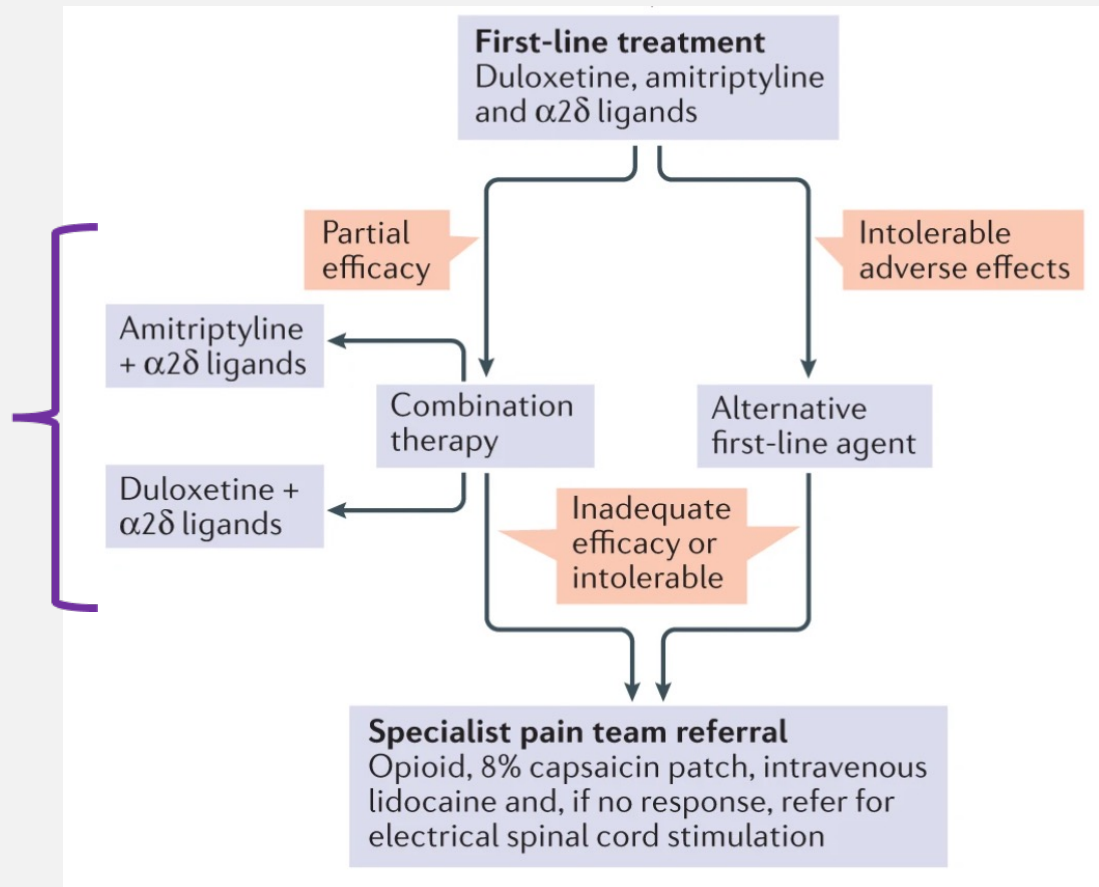 First-line treatment
Duloxetine, amitriptyline
and α2δ ligands
Partial
efficacy
Intolerable
adverse effects
Amitriptyline
+ α2δ ligands
Combination
therapy
Alternative
first-line agent
Duloxetine +
α2δ ligands
Inadequate
efficacy or
intolerable
Specialist pain team referral
Opioid, 8% capsaicin patch, intravenous
lidocaine and, if no response, refer for
electrical spinal cord stimulation